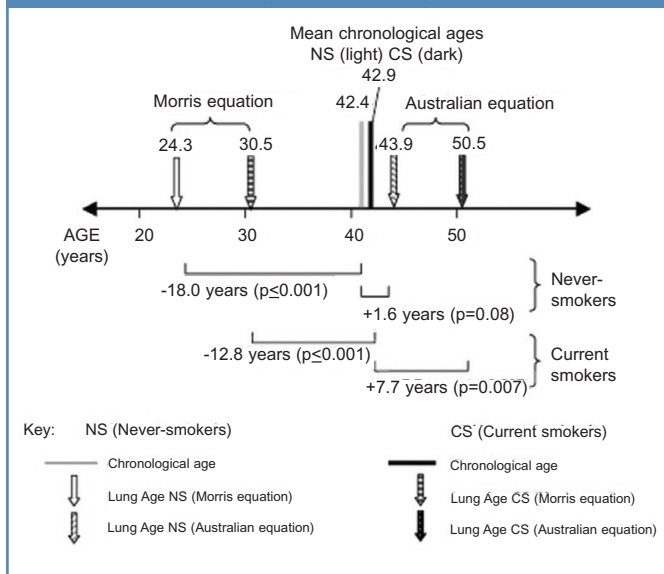 Mean chronological ages
NS (light) CS (dark)
42.9
42.4
Morris equation
Australian equation
24.3 30.5 43.9 50.5
AGE
(years)
20 30 40 50
-18.0 years (p≤0.001)
+1.6 years (p=0.08)
Never-
smokers
-12.8 years (p≤0.001)
+7.7 years (p=0.007)
Current
smokers
Key: NS (Never-smokers)
Chronological age
Lung Age NS (Morris equation)
Lung Age NS (Australian equation)
CS (Current smokers)
Chronological age
Lung Age CS (Morris equation)
Lung Age CS (Australian equation)